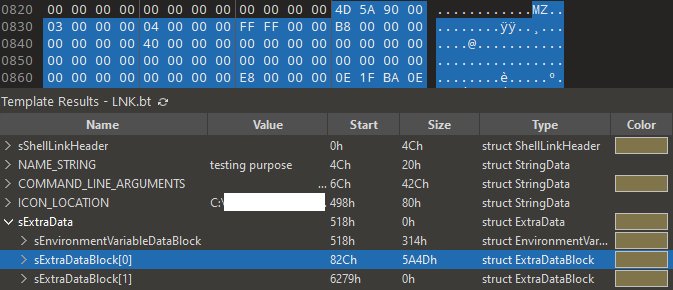 0820 00 00 00 00 00 00 00 00 00 00 00 00 4D 5A 90 00 ............MZ..
0830 03 00 00 00 04 00 00 00 FF FF 00 00 B8 00 00 00 ........ÿÿ..¸...
0840 00 00 00 00 40 00 00 00 00 00 00 00 00 00 00 00 ....@...........
0850 00 00 00 00 00 00 00 00 00 00 00 00 00 00 00 00 ................
0860 00 00 00 00 00 00 00 00 E8 00 00 00 0E 1F BA 0E ........è.....º.
Template Results - LNK.bt
Name Value Start Size Type Color
sShellLinkHeader 0h 4Ch struct ShellLinkHeader
NAME_STRING testing purpose 4Ch 20h struct StringData
COMMAND_LINE_ARGUMENTS ... 6Ch 42Ch struct StringData
ICON_LOCATION C:\ ... 498h 80h struct StringData
sExtraData 518h 0h struct ExtraData
sEnvironmentVariableDataBlock 518h 314h struct EnvironmentVar...
sExtraDataBlock[0] 82Ch 5A4Dh struct ExtraDataBlock
sExtraDataBlock[1] 6279h 0h struct ExtraDataBlock